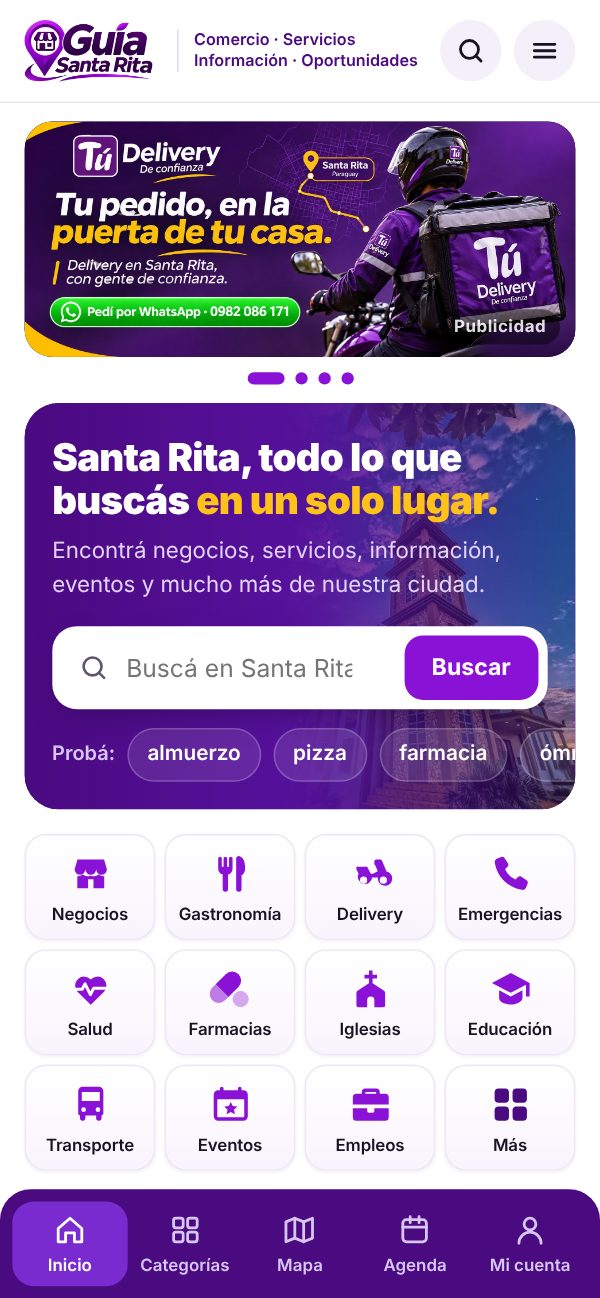 Guía
Santa Rita
Comercio · Servicios
Información · Oportunidades
Tú Delivery
De confianza
Santa Rita
Paraguay
Tu pedido, en la
puerta de tu casa.
Delivery en Santa Rita,
con gente de confianza.
Pedí por WhatsApp · 0982 086 171
Tú
Tú
Delivery
Tú
Delivery
De confianza
Publicidad
Santa Rita, todo lo que
buscás en un solo lugar.
Encontrá negocios, servicios, información,
eventos y mucho más de nuestra ciudad.
Buscá en Santa Rita
Buscar
Probá: almuerzo pizza farmacia
Negocios Gastronomía Delivery Emergencias
Salud Farmacias Iglesias Educación
Transporte Eventos Empleos Más
Inicio Categorías Mapa Agenda Mi cuenta